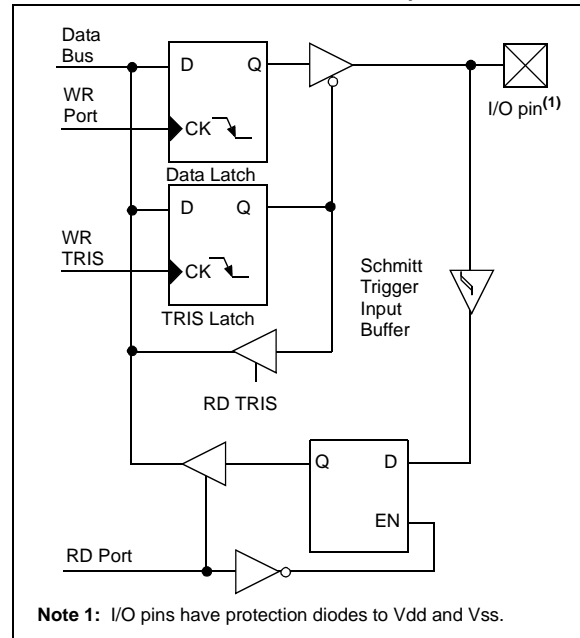 Data
Bus
D
Q
I/O pin(1)
WR
Port
CK
Data Latch
D
Q
WR
TRIS
CK
TRIS Latch
Schmitt
Trigger
Input
Buffer
RD TRIS
Q
D
EN
RD Port
Note 1: I/O pins have protection diodes to Vdd and Vss.